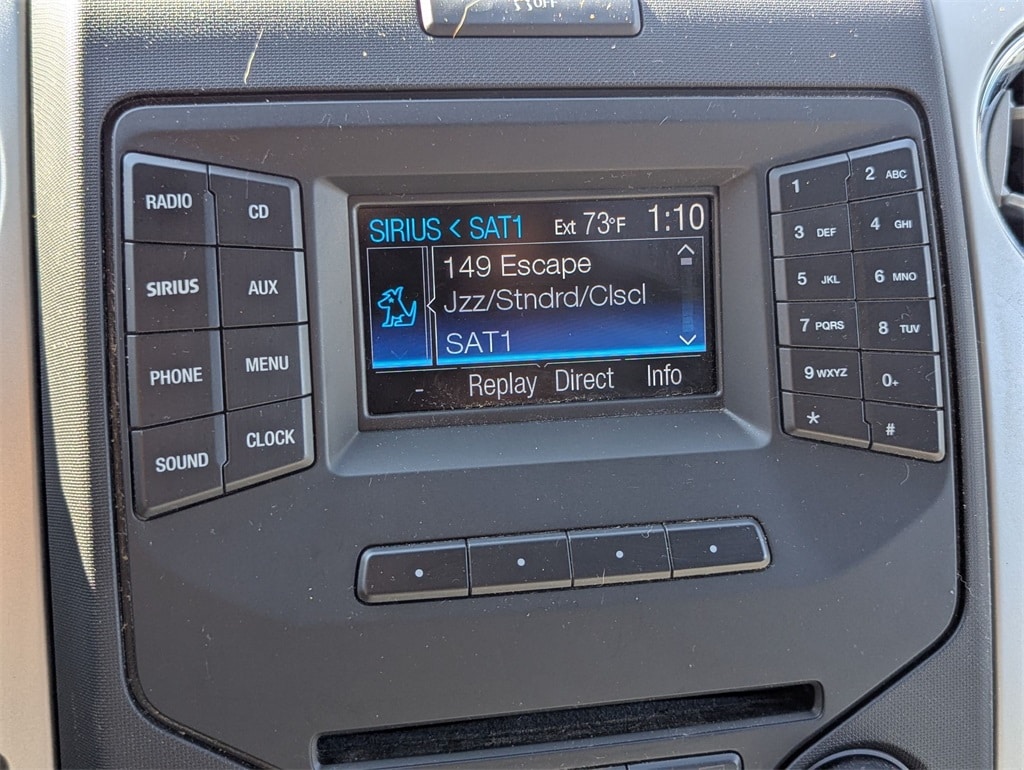 OFF
RADIO
CD
SIRIUS
AUX
PHONE
MENU
SOUND
CLOCK
SIRIUS < SAT1 Ext 73°F 1:10
149 Escape
Jzz/Stndrd/Clscl
SAT1
- Replay Direct Info
1
2 ABC
3 DEF
4 GHI
5 JKL
6 MNO
7 PQRS
8 TUV
9 WXYZ
0+
*
#